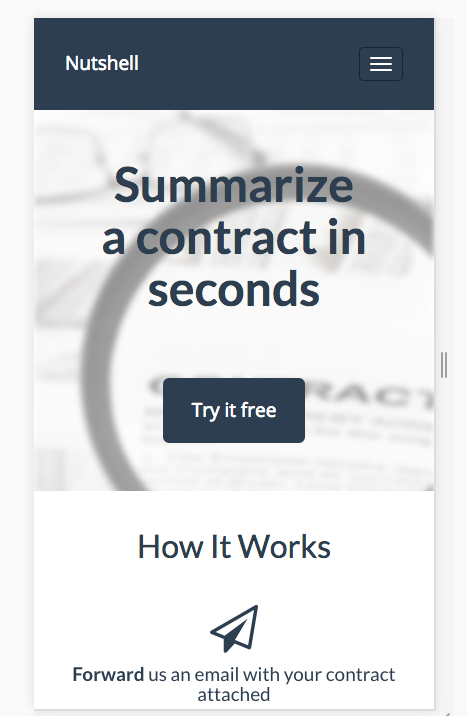 Nutshell
Summarize
a contract in
seconds
Try it free
How It Works
Forward us an email with your contract
attached